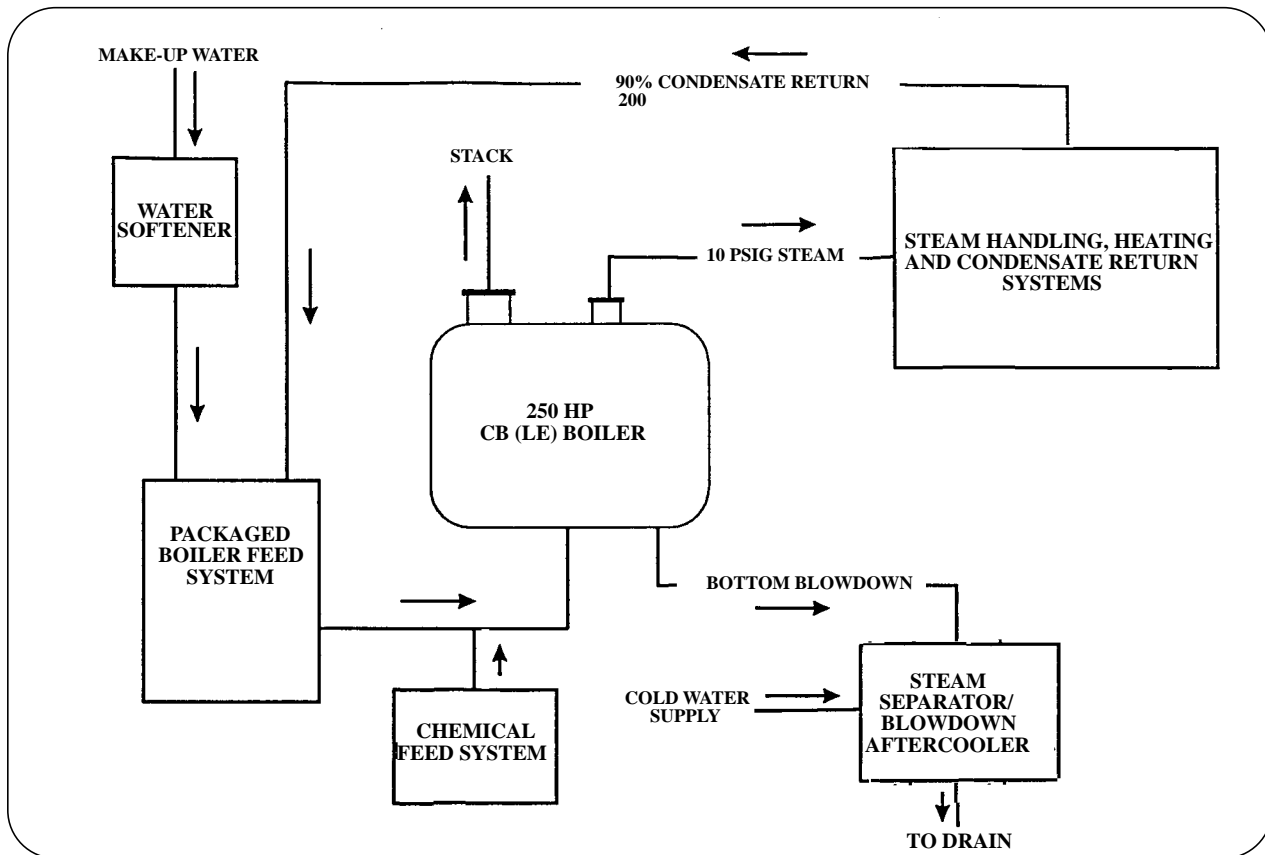 MAKE-UP WATER
90% CONDENSATE RETURN
200
STACK
WATER
SOFTENER
10 PSIG STEAM
STEAM HANDLING, HEATING
AND CONDENSATE RETURN
SYSTEMS
250 HP
CB (LE) BOILER
PACKAGED
BOILER FEED
SYSTEM
BOTTOM BLOWDOWN
COLD WATER
SUPPLY
STEAM
SEPARATOR/
BLOWDOWN
AFTERCOOLER
CHEMICAL
FEED SYSTEM
TO DRAIN